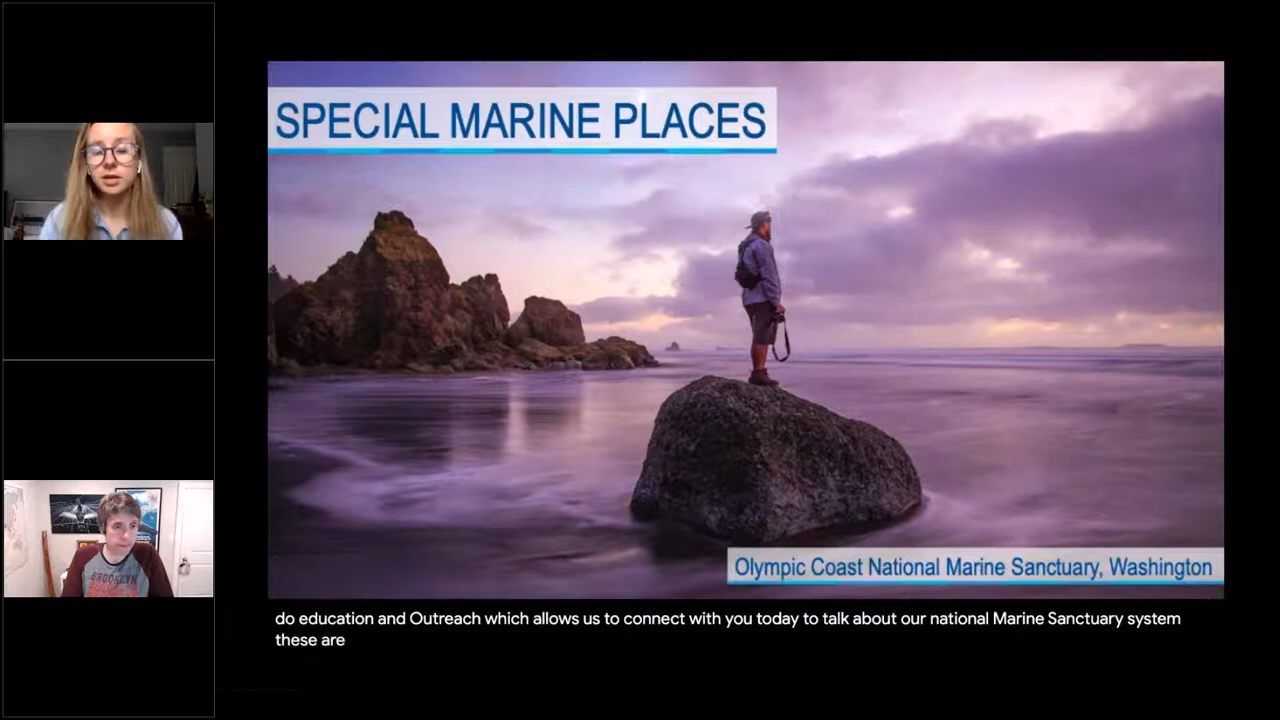 SPECIAL MARINE PLACES
Olympic Coast National Marine Sanctuary, Washington
do education and Outreach which allows us to connect with you today to talk about our national Marine Sanctuary system
these are
BROOKLYN